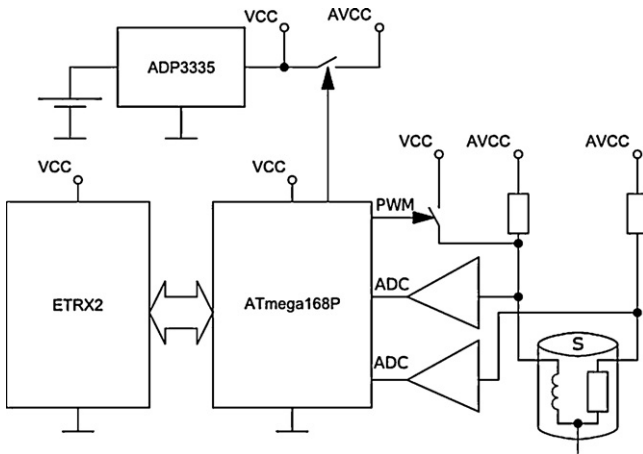 VCC
AVCC
ADP3335
VCC
VCC
VCC
AVCC
AVCC
PWM
ETRX2
ATmega168P
ADC
ADC
S